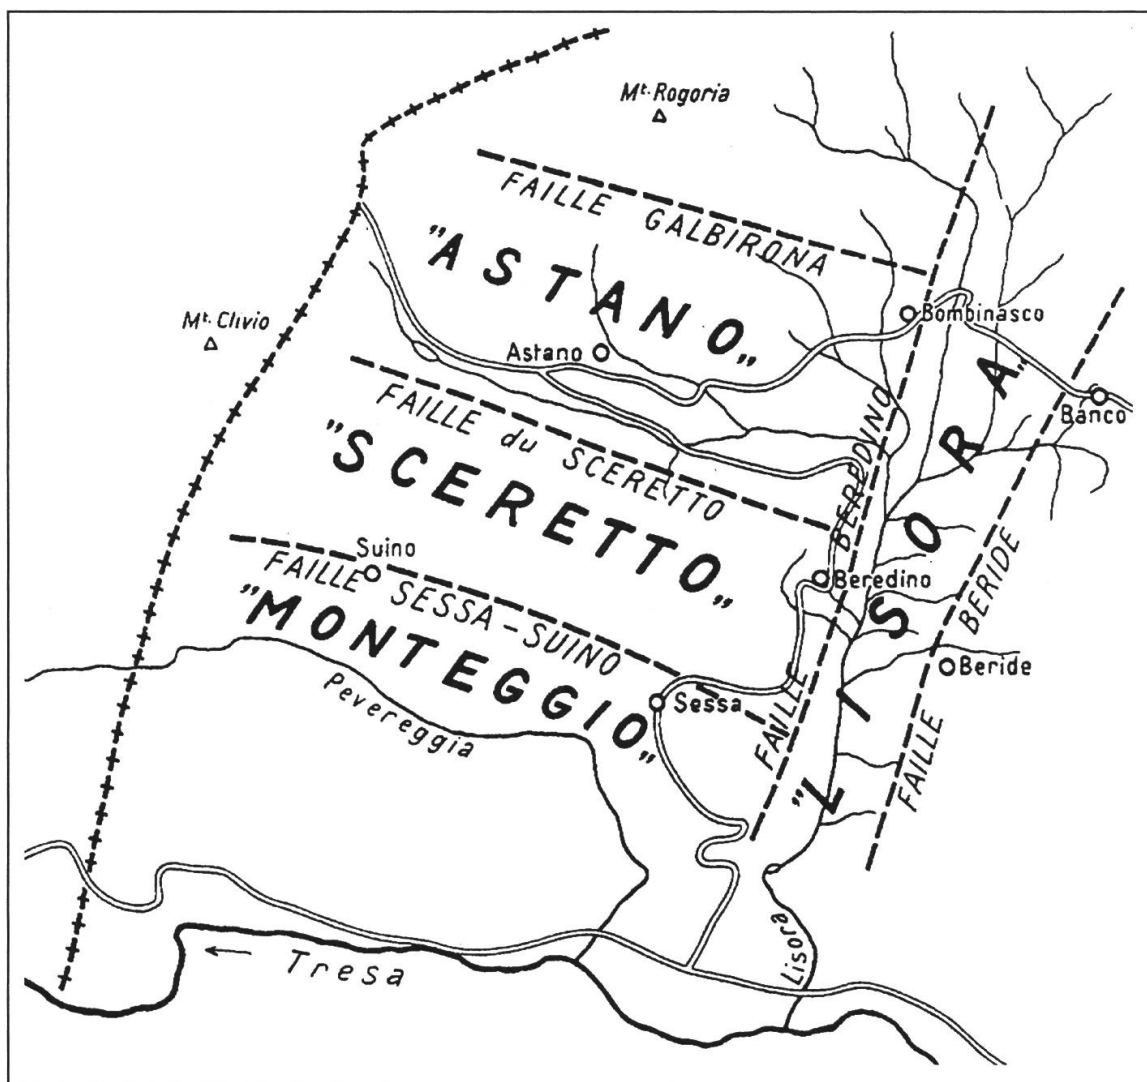 Mt. Rogoria
FAILLE GALBIRONA
"ASTANO"
Mt. Clivio
Bombinasco
Astano
Banco
FAILLE du SCERETTO
"SCERETTO"
FAILLE BEREDINO
"LISORA"
Suino
FAILLE SESSA-SUINO
Beredino
FAILLE BERIDE
"MONTEGGIO"
Beride
Pevereggia
Sessa
Lisora
Tresa